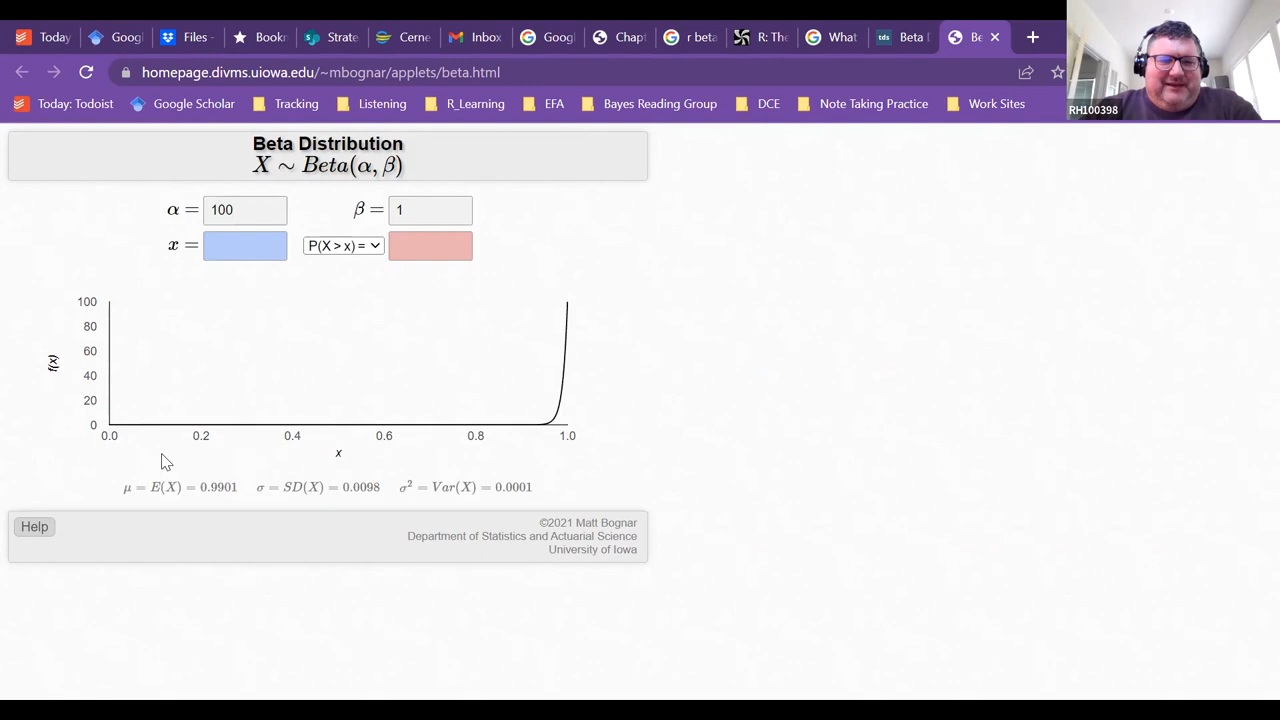 Today
Googl
Files -
Bookn
Strate
Cerne
Inbox
Googl
Chapt
r beta
R: The
What
tds Beta
Be
homepage.divms.uiowa.edu/~mbognar/applets/beta.html
Today: Todoist
Google Scholar
Tracking
Listening
R_Learning
EFA
Bayes Reading Group
DCE
Note Taking Practice
Work Sites
RH100398
Beta Distribution
X ∼ Beta(α, β)
α = 100
β = 1
x =
P(X > x) =
100
80
60
40
20
0
f(x)
0.0 0.2 0.4 0.6 0.8 1.0
x
μ = E(X) = 0.9901 σ = SD(X) = 0.0098 σ² = Var(X) = 0.0001
Help
©2021 Matt Bognar
Department of Statistics and Actuarial Science
University of Iowa